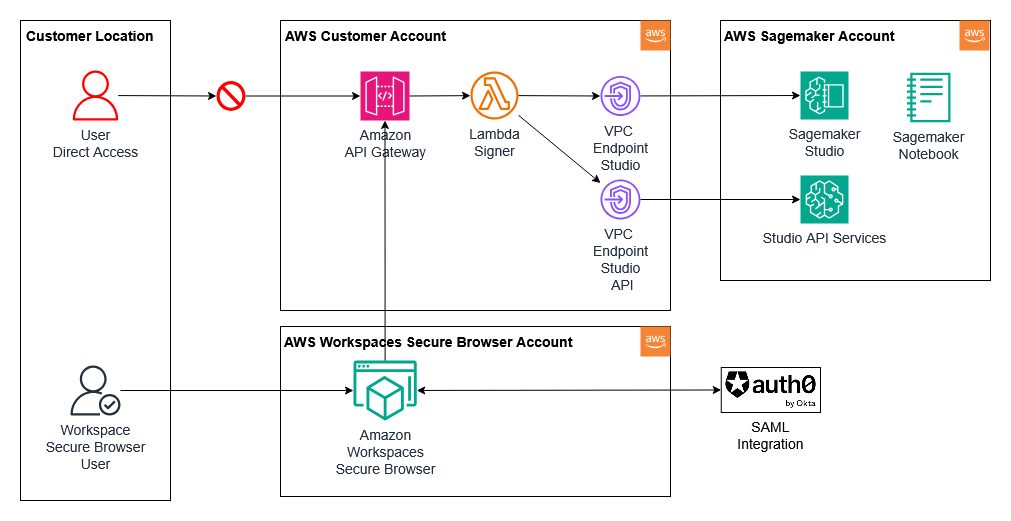 Customer Location
AWS Customer Account
aws
AWS Sagemaker Account
aws
User
Direct Access
Amazon
API Gateway
Lambda
Signer
VPC
Endpoint
Studio
Sagemaker
Studio
Sagemaker
Notebook
VPC
Endpoint
Studio
API
Studio API Services
AWS Workspaces Secure Browser Account
aws
Workspace
Secure Browser
User
Amazon
Workspaces
Secure Browser
auth0
by Okta
SAML
Integration